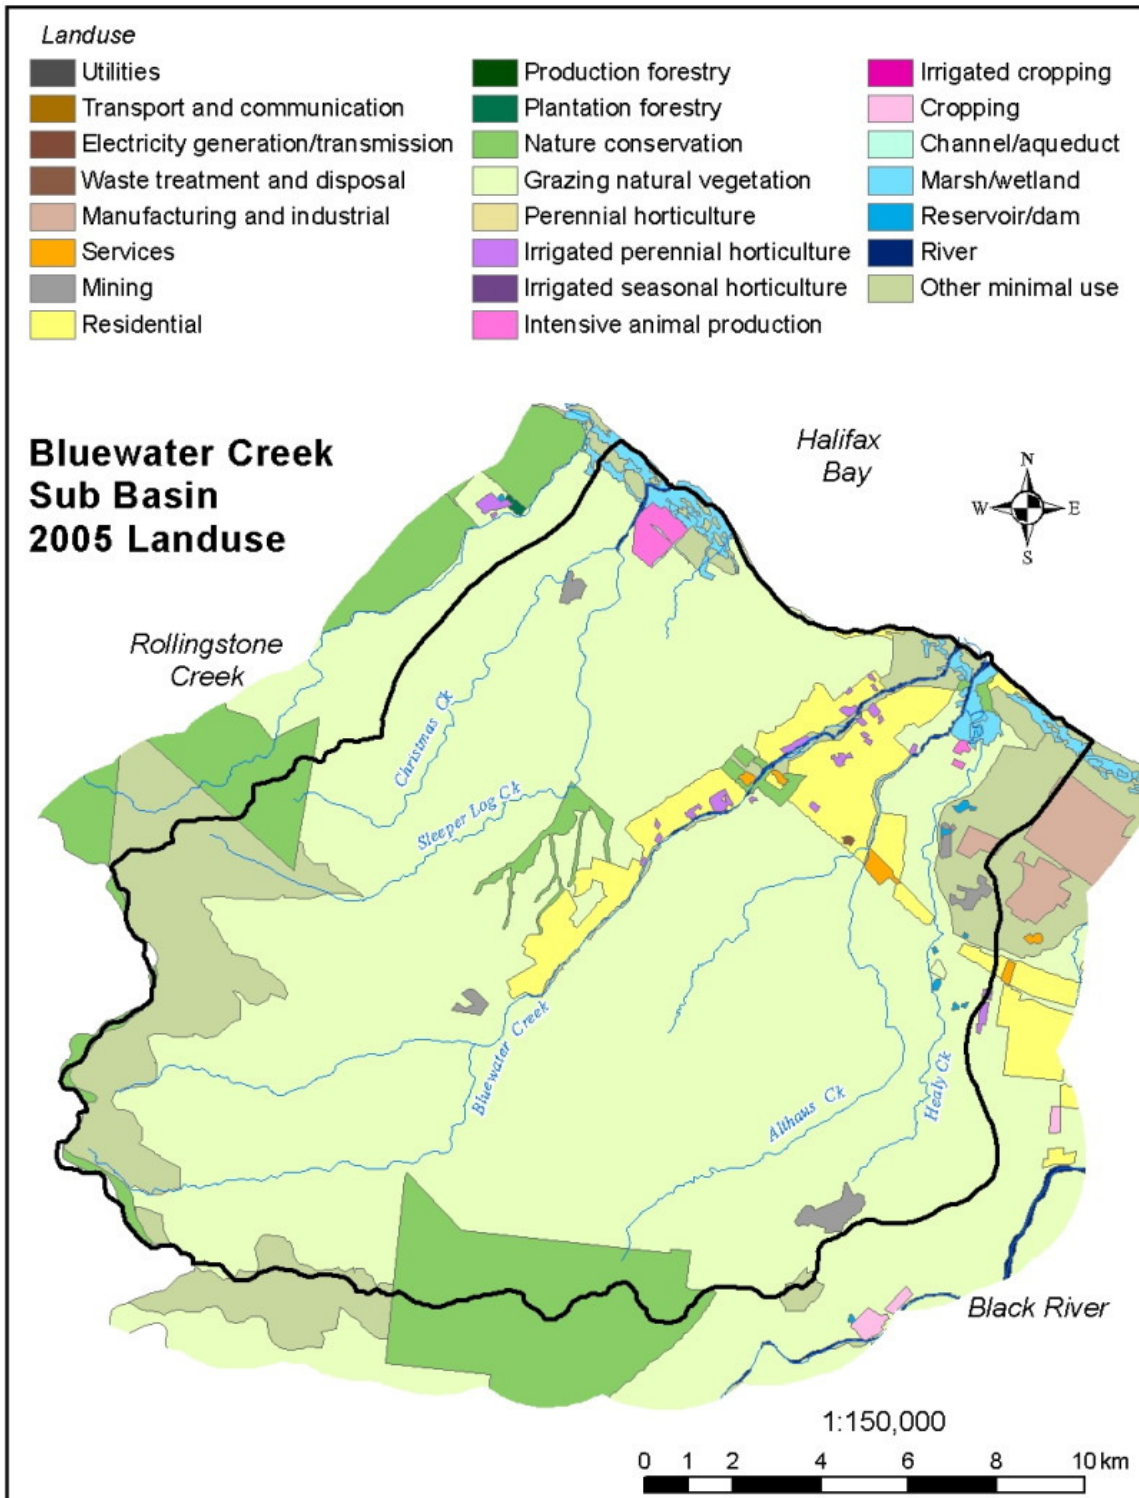 Landuse
Utilities
Transport and communication
Electricity generation/transmission
Waste treatment and disposal
Manufacturing and industrial
Services
Mining
Residential
Production forestry
Plantation forestry
Nature conservation
Grazing natural vegetation
Perennial horticulture
Irrigated perennial horticulture
Irrigated seasonal horticulture
Intensive animal production
Irrigated cropping
Cropping
Channel/aqueduct
Marsh/wetland
Reservoir/dam
River
Other minimal use
Bluewater Creek
Sub Basin
2005 Landuse
Halifax
Bay
N
W E
S
Rollingstone
Creek
Christmas Ck
Sleeper Log Ck
Bluewater Creek
Althaus Ck
Healy Ck
Black River
1:150,000
0 1 2 4 6 8 10 km